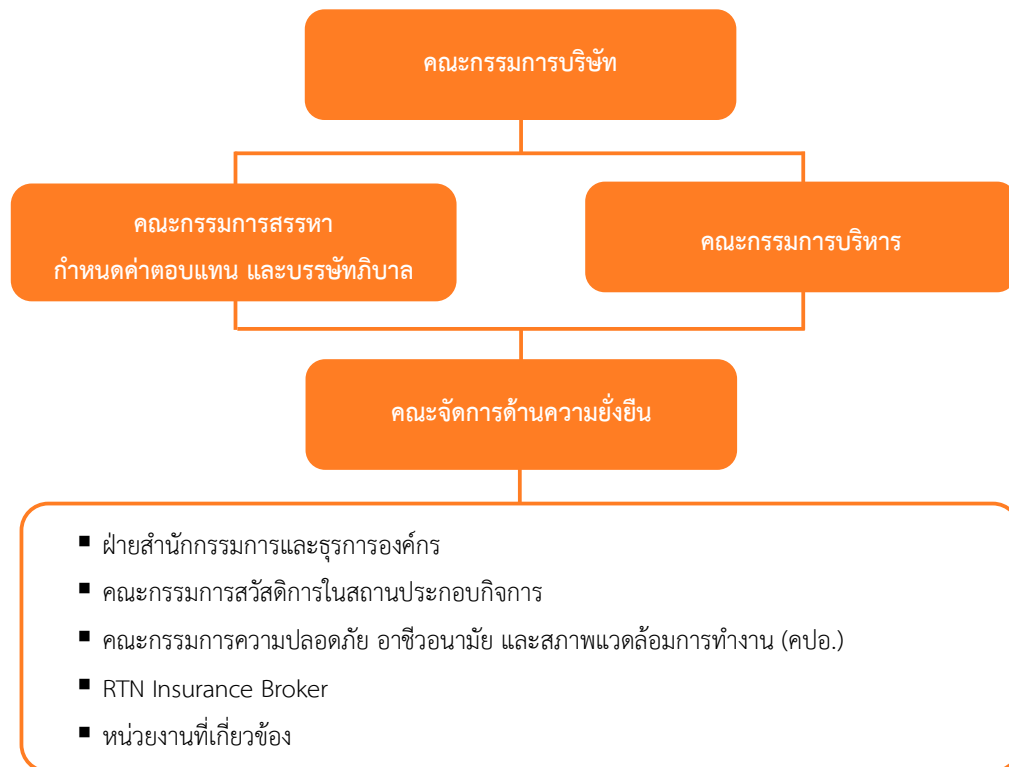 คณะกรรมการบริษัท
คณะกรรมการสรรหา
กำหนดค่าตอบแทน และบรรษัทภิบาล
คณะกรรมการบริหาร
คณะจัดการด้านความยั่งยืน
▪ ฝ่ายสำนักกรรมการและธุรการองค์กร
▪ คณะกรรมการสวัสดิการในสถานประกอบกิจการ
▪ คณะกรรมการความปลอดภัย อาชีวอนามัย และสภาพแวดล้อมการทำงาน (คปอ.)
▪ RTN Insurance Broker
▪ หน่วยงานที่เกี่ยวข้อง